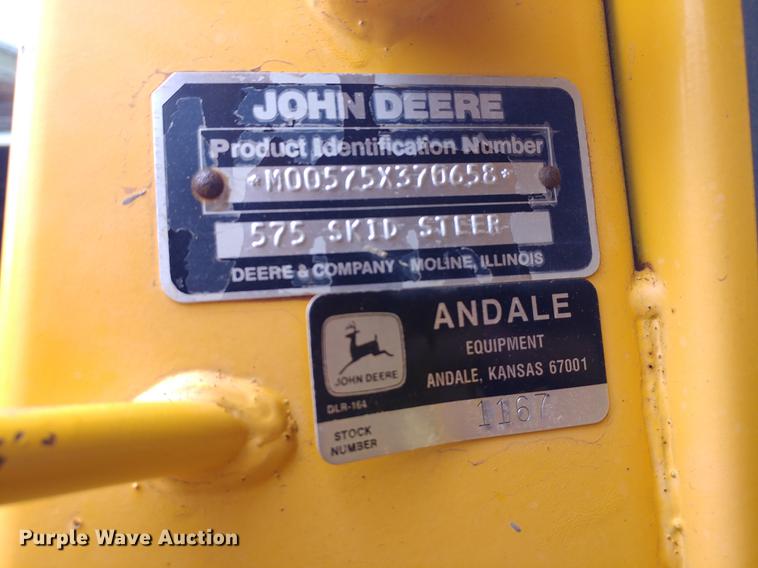 JOHN DEERE
Product Identification Number
*M00575X370658*
575 SKID STEER
DEERE & COMPANY - MOLINE, ILLINOIS
JOHN DEERE
DLR-164
ANDALE
EQUIPMENT
ANDALE, KANSAS 67001
STOCK
NUMBER
1167
Purple Wave Auction